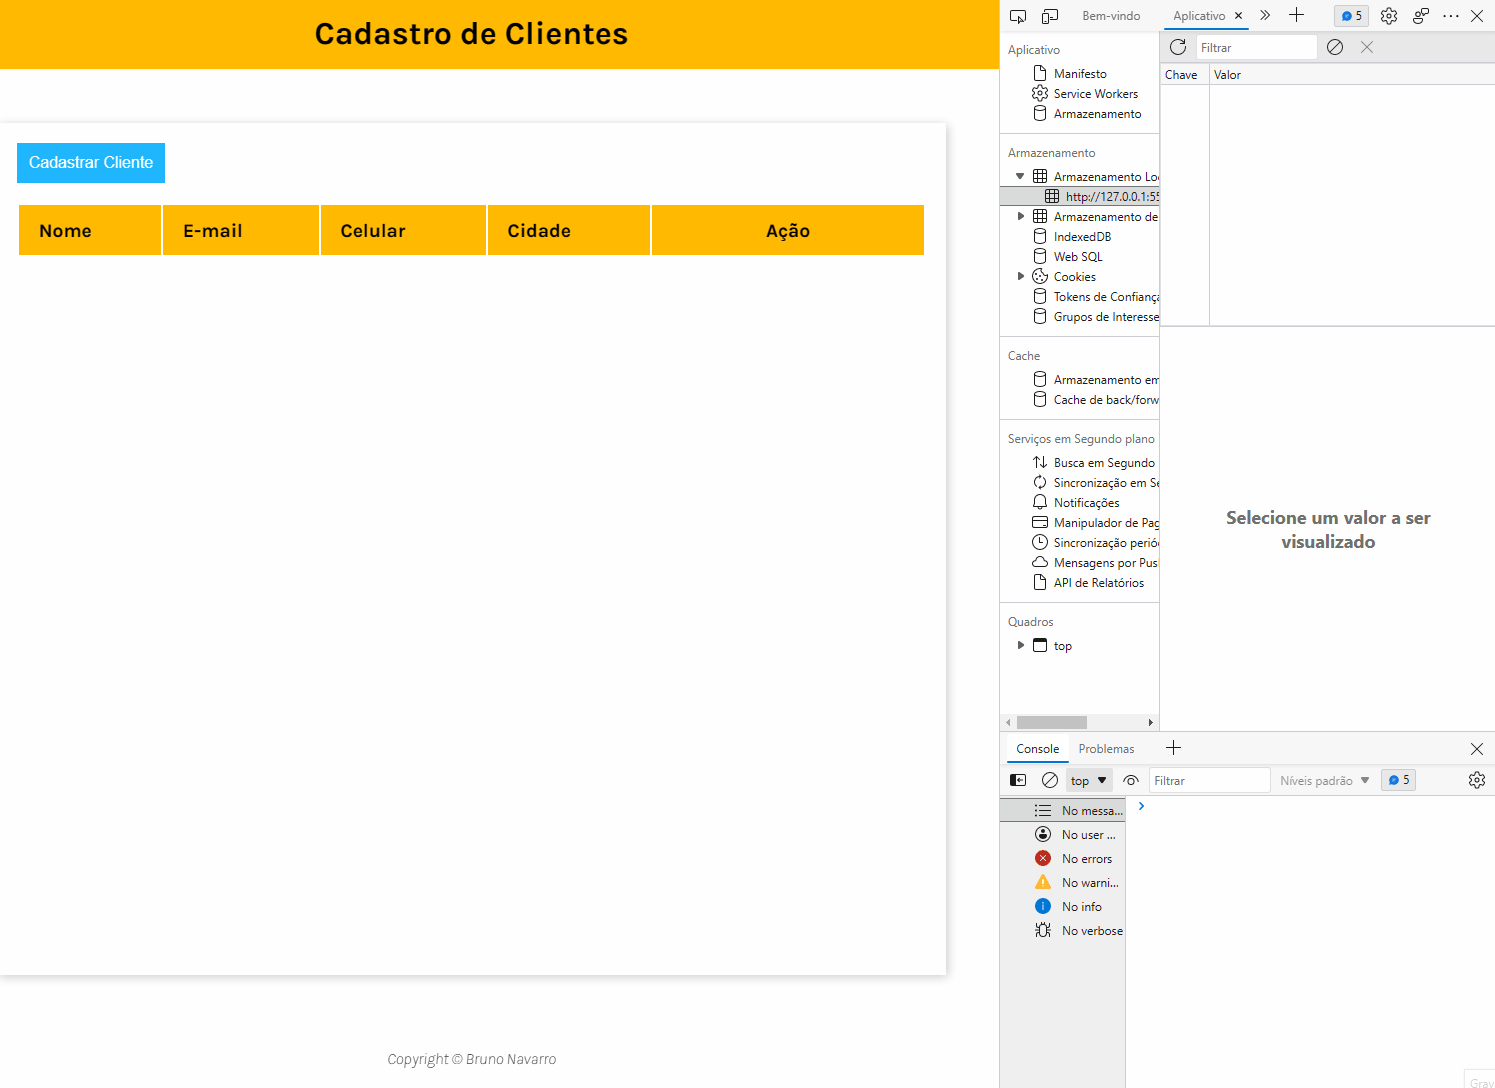 Cadastro de Clientes
Cadastrar Cliente
Nome E-mail Celular Cidade Ação
Copyright © Bruno Navarro
Bem-vindo Aplicativo 5
Aplicativo
Manifesto
Service Workers
Armazenamento
Armazenamento
Armazenamento Lo
http://127.0.0.1:55
Armazenamento de
IndexedDB
Web SQL
Cookies
Tokens de Confiança
Grupos de Interesse
Cache
Armazenamento em
Cache de back/forw
Serviços em Segundo plano
Busca em Segundo
Sincronização em Se
Notificações
Manipulador de Pag
Sincronização perió
Mensagens por Pus
API de Relatórios
Quadros
top
Filtrar
Chave Valor
Selecione um valor a ser
visualizado
Console Problemas
top Filtrar Níveis padrão 5
No messa...
No user ...
No errors
No warni...
No info
No verbose
Grav